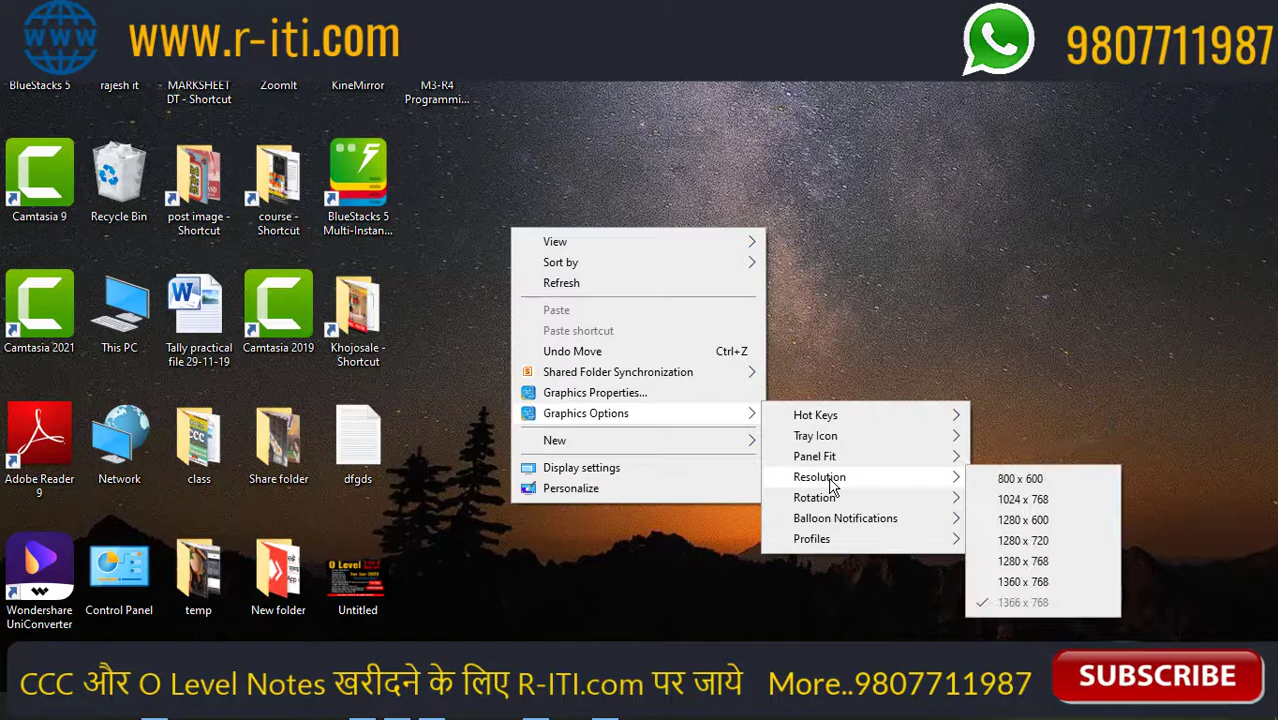 WWW
www.r-iti.com
9807711987
BlueStacks 5
rajesh it
MARKSHEET
DT - Shortcut
ZoomIt
KineMirror
M3-R4
Programmi...
Camtasia 9
Recycle Bin
post image -
Shortcut
course -
Shortcut
BlueStacks 5
Multi-Instan...
Camtasia 2021
This PC
Tally practical
file 29-11-19
Camtasia 2019
Khojosale -
Shortcut
Adobe Reader
9
Network
class
Share folder
dfgds
Wondershare
UniConverter
Control Panel
temp
New folder
Untitled
View
Sort by
Refresh
Paste
Paste shortcut
Undo Move Ctrl+Z
Shared Folder Synchronization
Graphics Properties...
Graphics Options
New
Display settings
Personalize
Hot Keys
Tray Icon
Panel Fit
Resolution
Rotation
Balloon Notifications
Profiles
800 x 600
1024 x 768
1280 x 600
1280 x 720
1280 x 768
1360 x 768
1366 x 768
CCC और O Level Notes खरीदने के लिए R-ITI.com पर जाये More..9807711987
SUBSCRIBE